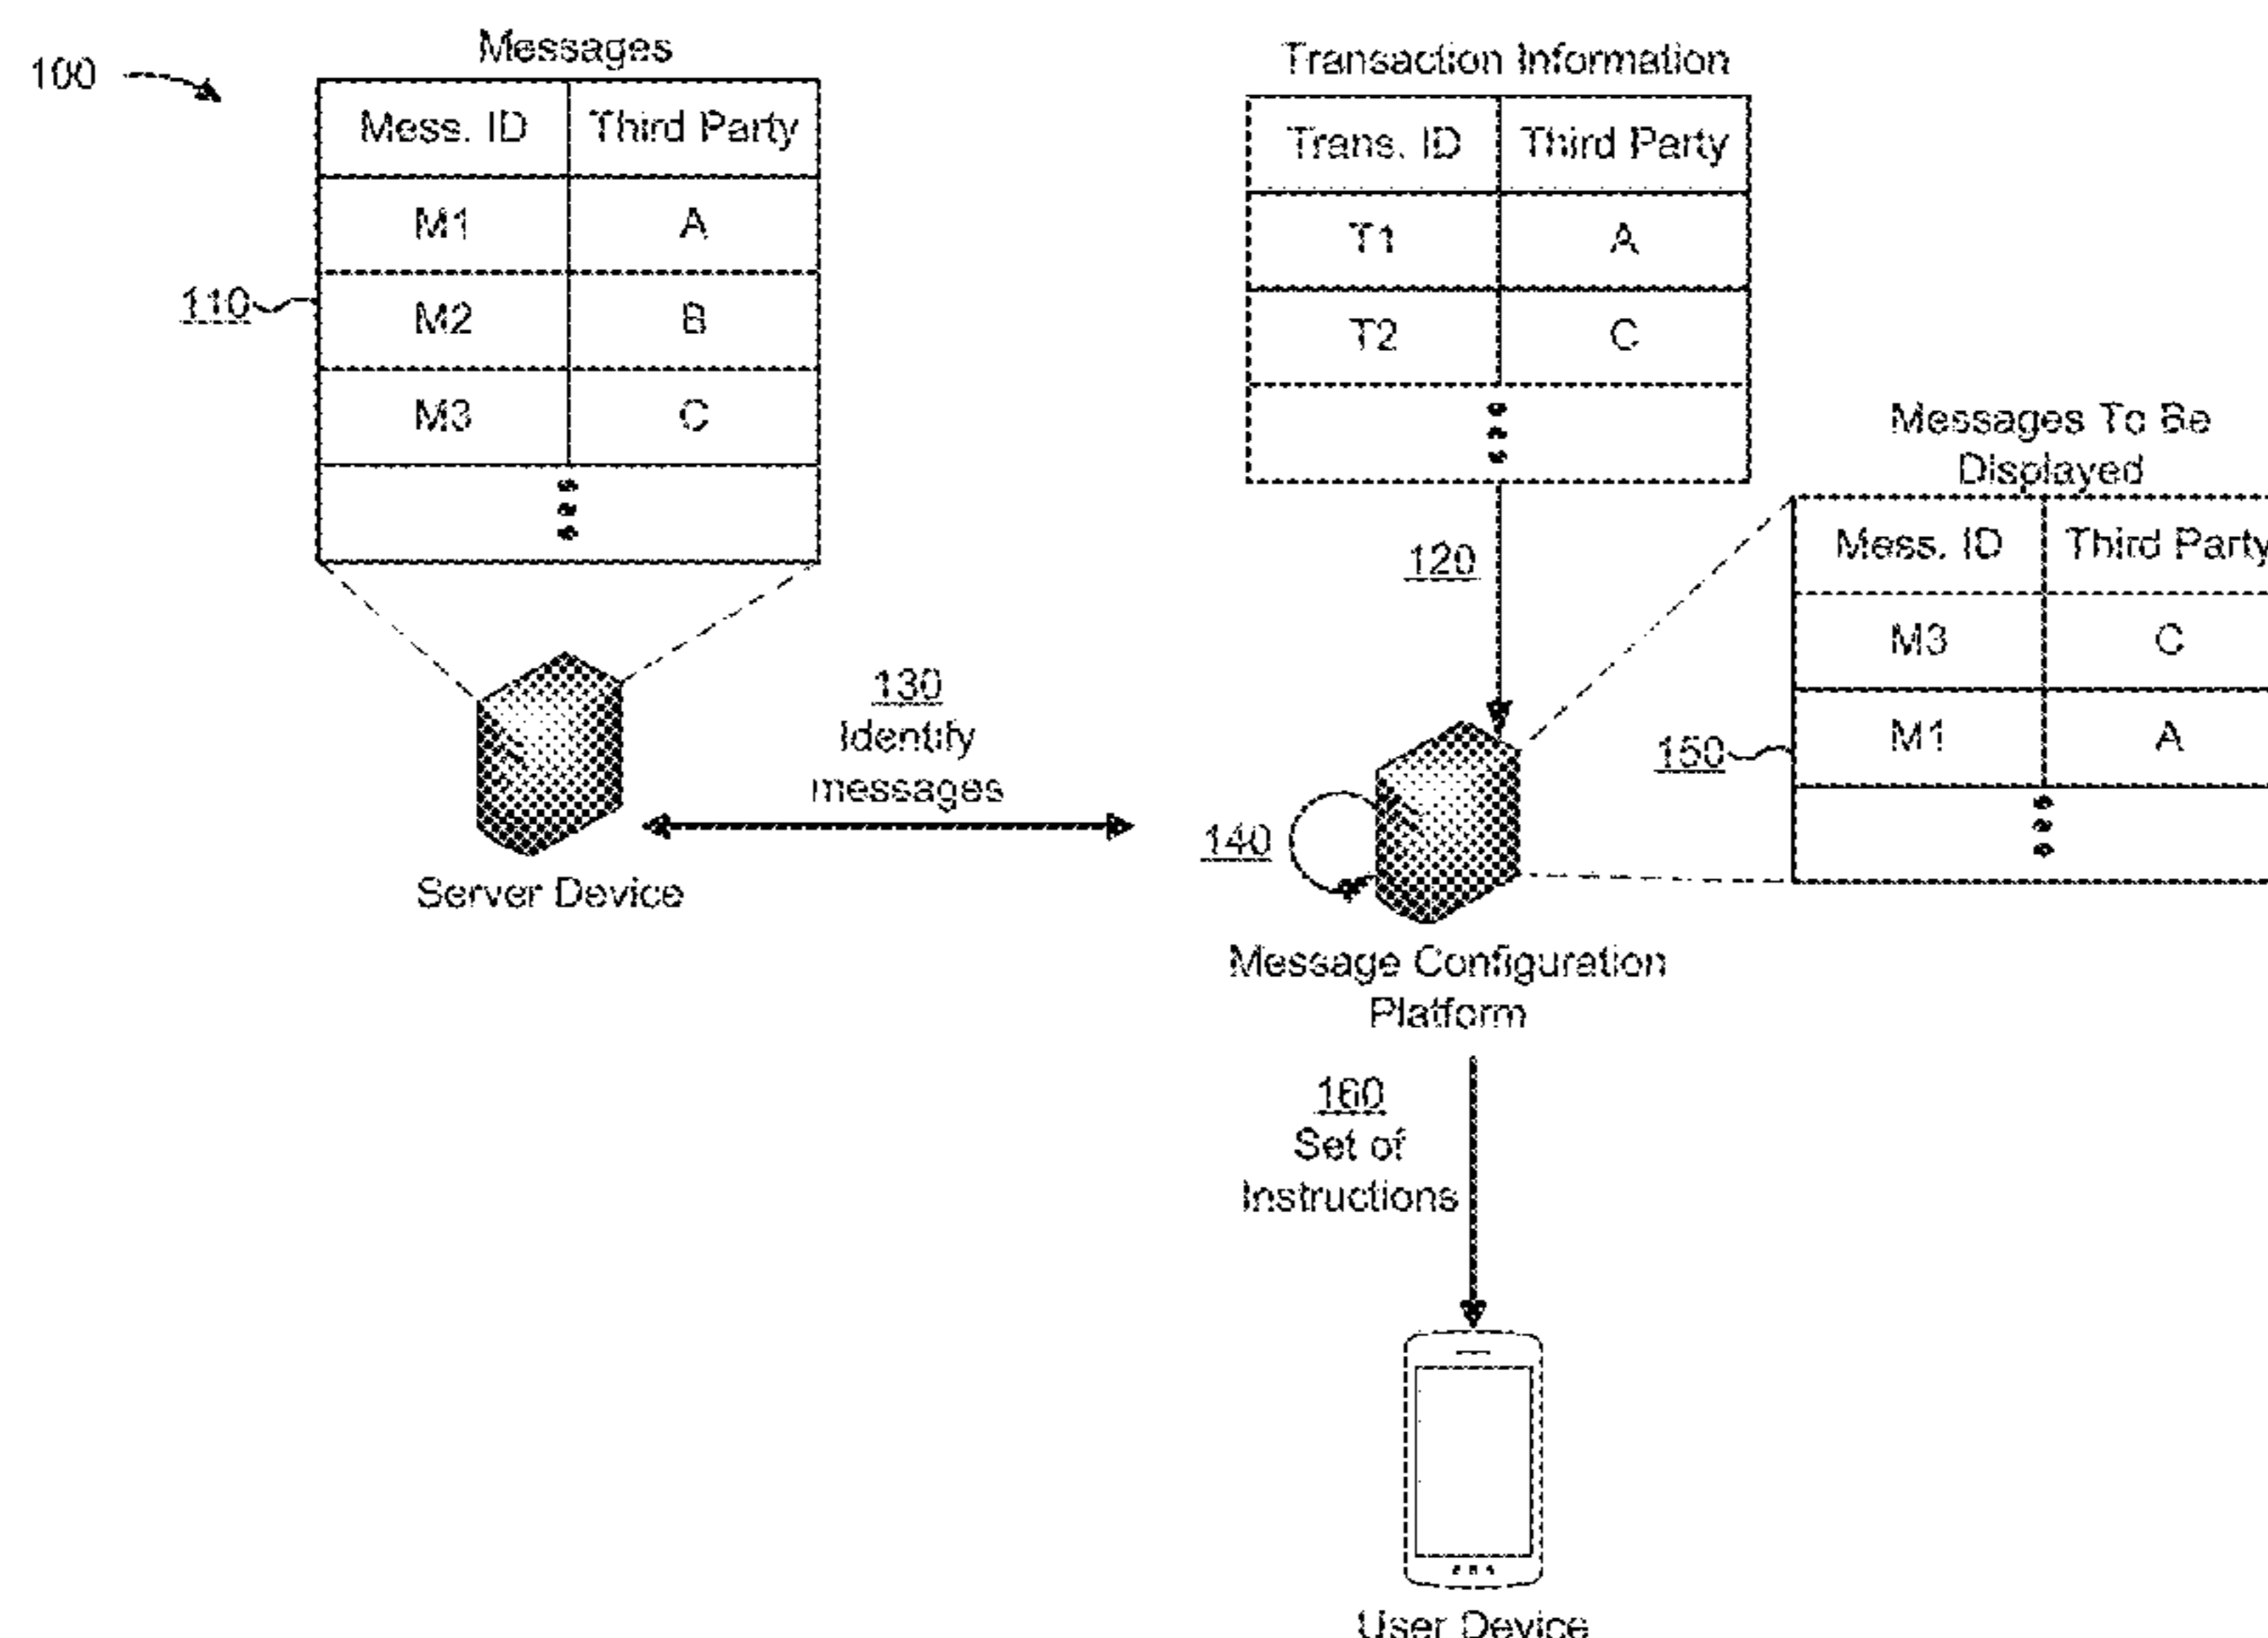 100
Messages
Mess. ID Third Party
M1 A
110
M2 B
M3 C
Transaction Information
Trans. ID Third Party
T1 A
T2 C
120
Messages To Be
Displayed
Mess. ID Third Party
M3 C
M1 A
150
130
Identify
messages
140
Server Device
Message Configuration
Platform
160
Set of
Instructions
User Device